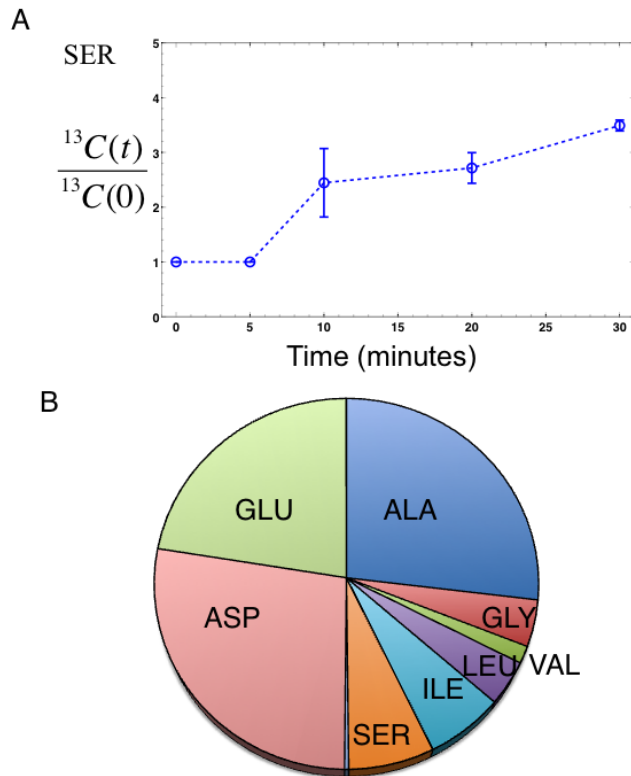 A
SER
¹³C(t)
¹³C(0)
5
4
3
2
1
0
0 5 10 15 20 25 30
Time (minutes)
B
GLU
ALA
ASP
GLY
LEU VAL
ILE
SER